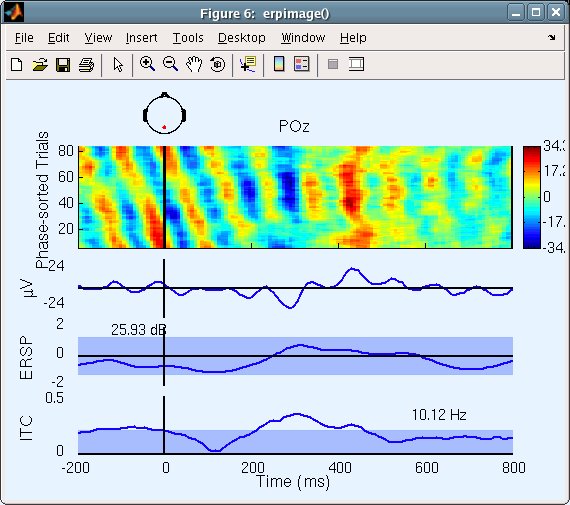 Figure 6: erpimage()
File Edit View Insert Tools Desktop Window Help
POz
Phase-sorted Trials
80
60
40
20
34.
17.
0
-17.
-34.
µV
-24
-24
25.93 dB
ERSP
2
0
-2
10.12 Hz
ITC
0.5
0
-200 0 200 400 600 800
Time (ms)